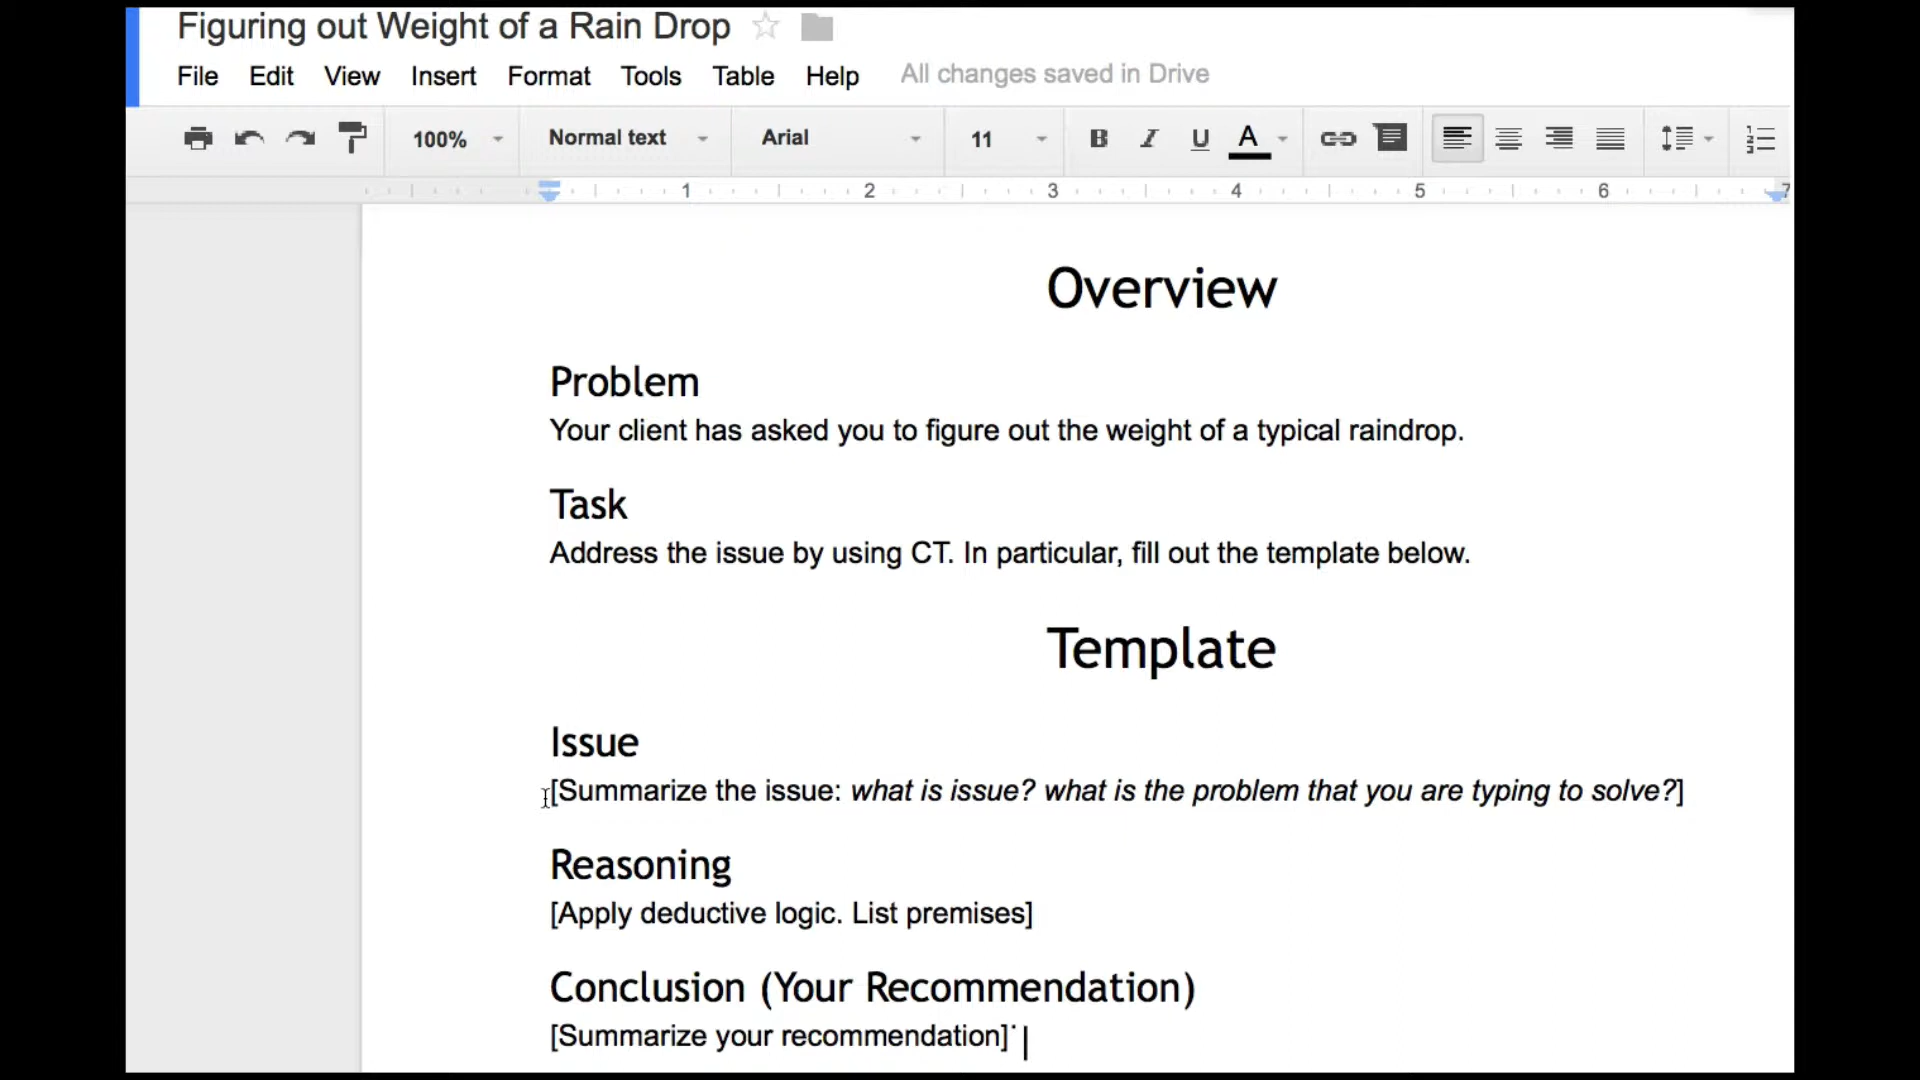 Figuring out Weight of a Rain Drop
File Edit View Insert Format Tools Table Help All changes saved in Drive
100% Normal text Arial 11 B I U A
1 2 3 4 5 6 7
Overview
Problem
Your client has asked you to figure out the weight of a typical raindrop.
Task
Address the issue by using CT. In particular, fill out the template below.
Template
Issue
[Summarize the issue: what is issue? what is the problem that you are typing to solve?]
Reasoning
[Apply deductive logic. List premises]
Conclusion (Your Recommendation)
[Summarize your recommendation]